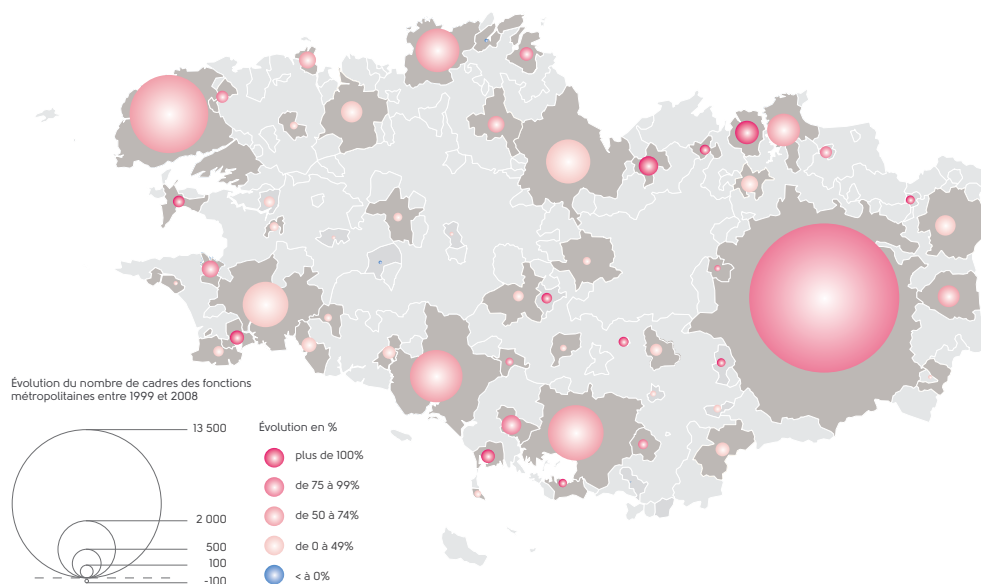 Évolution du nombre de cadres des fonctions
métropolitaines entre 1999 et 2008
13 500
2 000
500
100
-100
Évolution en %
plus de 100%
de 75 à 99%
de 50 à 74%
de 0 à 49%
< à 0%